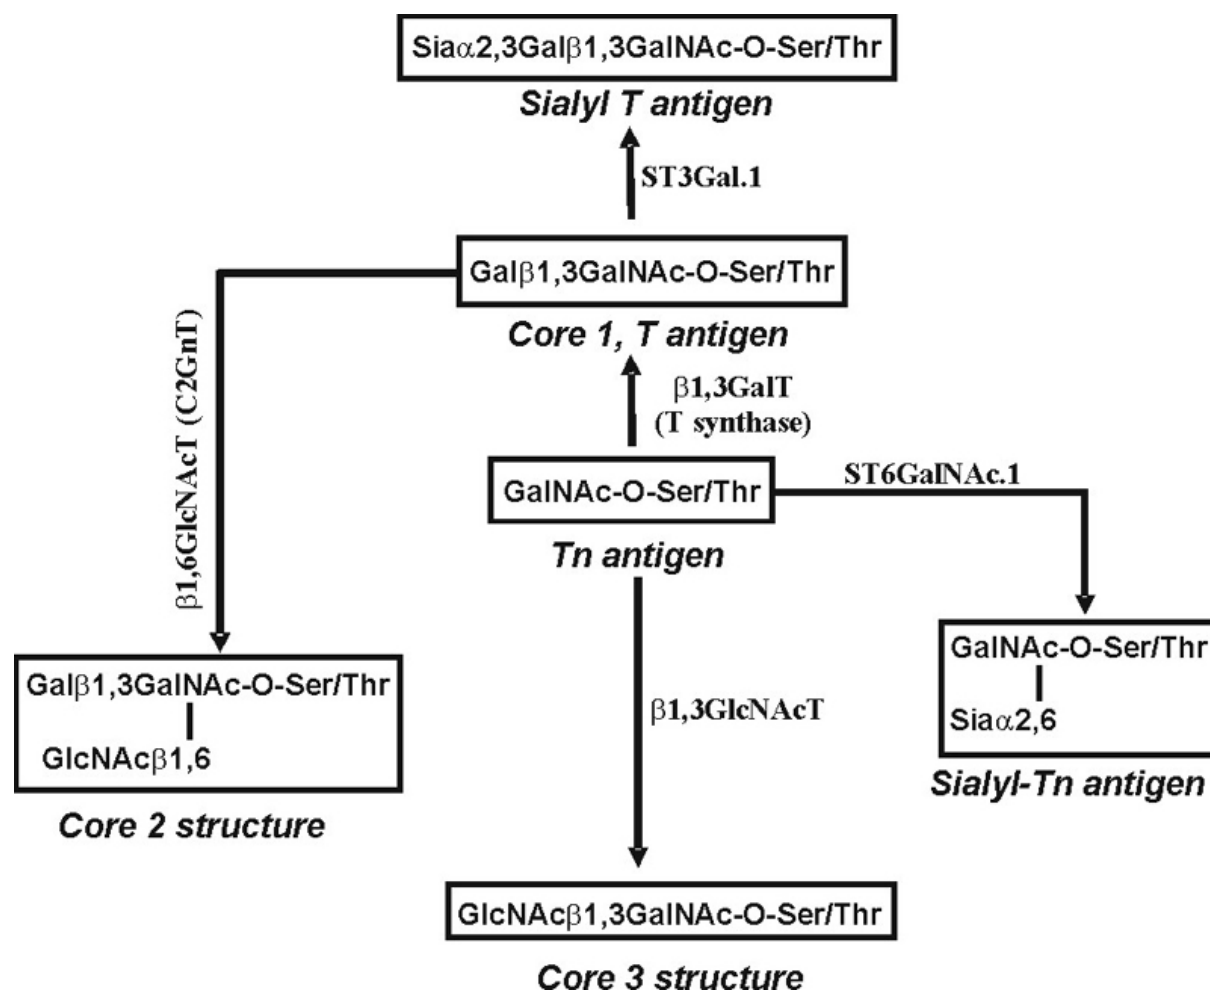 Siaα2,3Galβ1,3GalNAc-O-Ser/Thr
Sialyl T antigen
ST3Gal.1
Galβ1,3GalNAc-O-Ser/Thr
Core 1, T antigen
β1,3GalT
(T synthase)
β1,6GlcNAcT (C2GnT)
GalNAc-O-Ser/Thr
Tn antigen
ST6GalNAc.1
GalNAc-O-Ser/Thr
Siaα2,6
Sialyl-Tn antigen
Galβ1,3GalNAc-O-Ser/Thr
GlcNAcβ1,6
Core 2 structure
β1,3GlcNAcT
GlcNAcβ1,3GalNAc-O-Ser/Thr
Core 3 structure